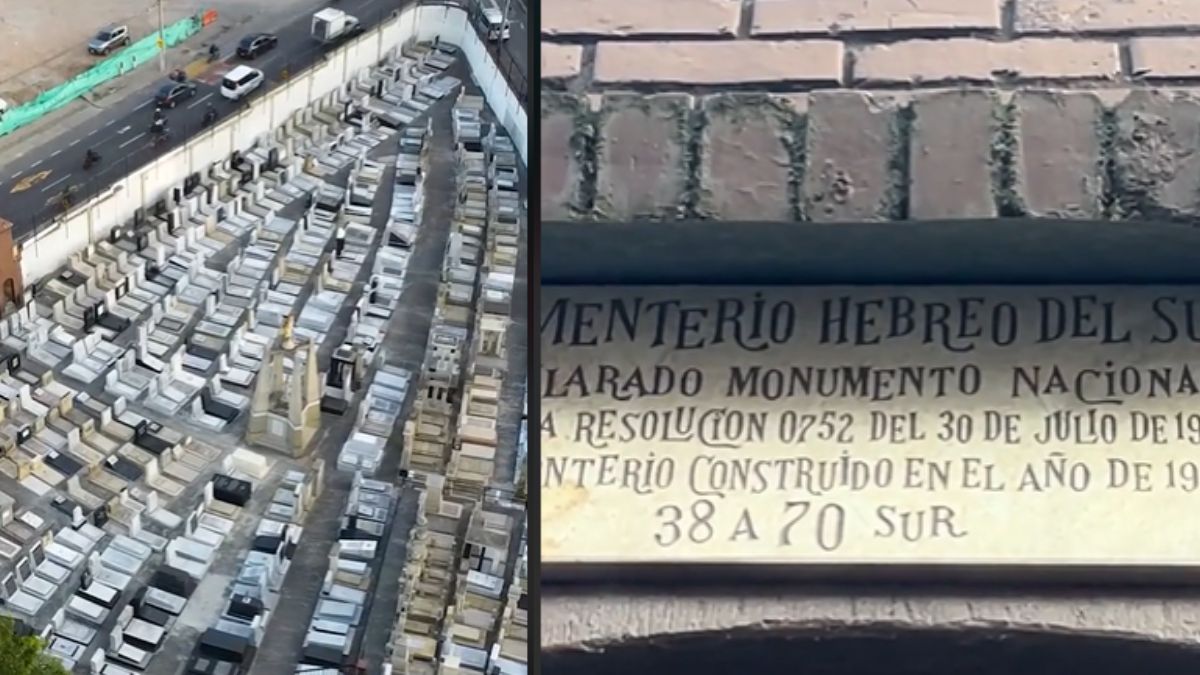 MENTERIO HEBREO DEL SU
LARADO MONUMENTO NACIONA
A RESOLUCION 0752 DEL 30 DE JULIO DE 19
ENTERIO CONSTRUIDO EN EL AÑO DE 19
38 A 70 SUR